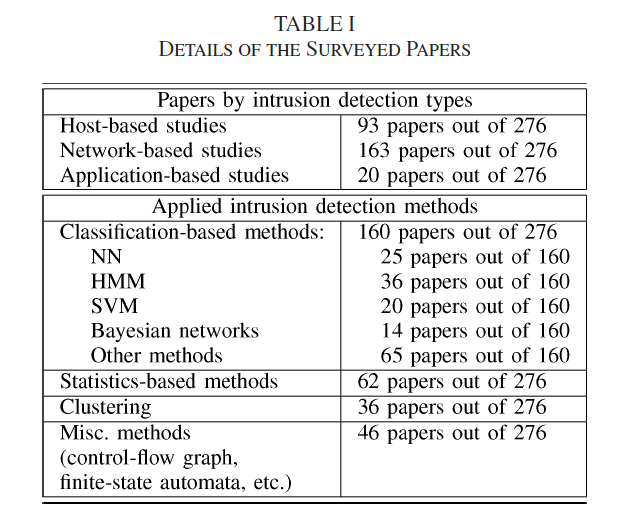 TABLE I
DETAILS OF THE SURVEYED PAPERS
Papers by intrusion detection types
Host-based studies 93 papers out of 276
Network-based studies 163 papers out of 276
Application-based studies 20 papers out of 276
Applied intrusion detection methods
Classification-based methods: 160 papers out of 276
NN 25 papers out of 160
HMM 36 papers out of 160
SVM 20 papers out of 160
Bayesian networks 14 papers out of 160
Other methods 65 papers out of 160
Statistics-based methods 62 papers out of 276
Clustering 36 papers out of 276
Misc. methods 46 papers out of 276
(control-flow graph,
finite-state automata, etc.)